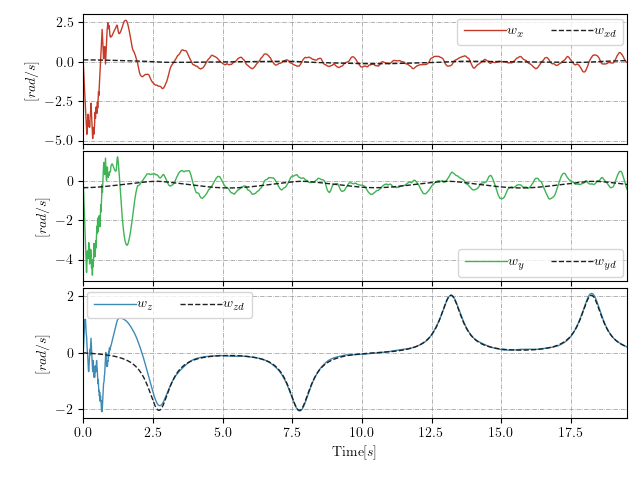 2.5
0.0
−2.5
−5.0
[rad/s]
w_x
w_xd
0
−2
−4
[rad/s]
w_y
w_yd
2
0
−2
[rad/s]
w_z
w_zd
0.0 2.5 5.0 7.5 10.0 12.5 15.0 17.5
Time[s]